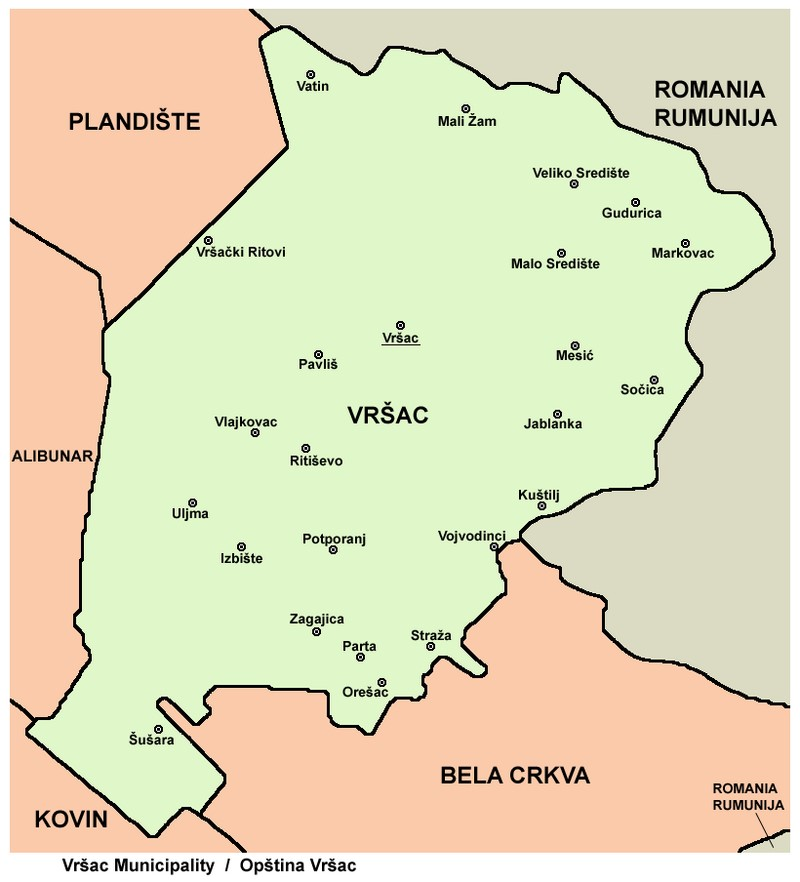 Vatin
ROMANIA
RUMUNIJA
PLANDIŠTE
Mali Žam
Veliko Središte
Gudurica
Vršački Ritovi
Markovac
Malo Središte
Vršac
Pavliš
Mesić
Sočica
VRŠAC
Vlajkovac
Jablanka
ALIBUNAR
Ritiševo
Kuštilj
Uljma
Vojvodinci
Potporanj
Izbište
Zagajica
Straža
Parta
Orešac
Šušara
BELA CRKVA
ROMANIA
RUMUNIJA
KOVIN
Vršac Municipality / Opština Vršac